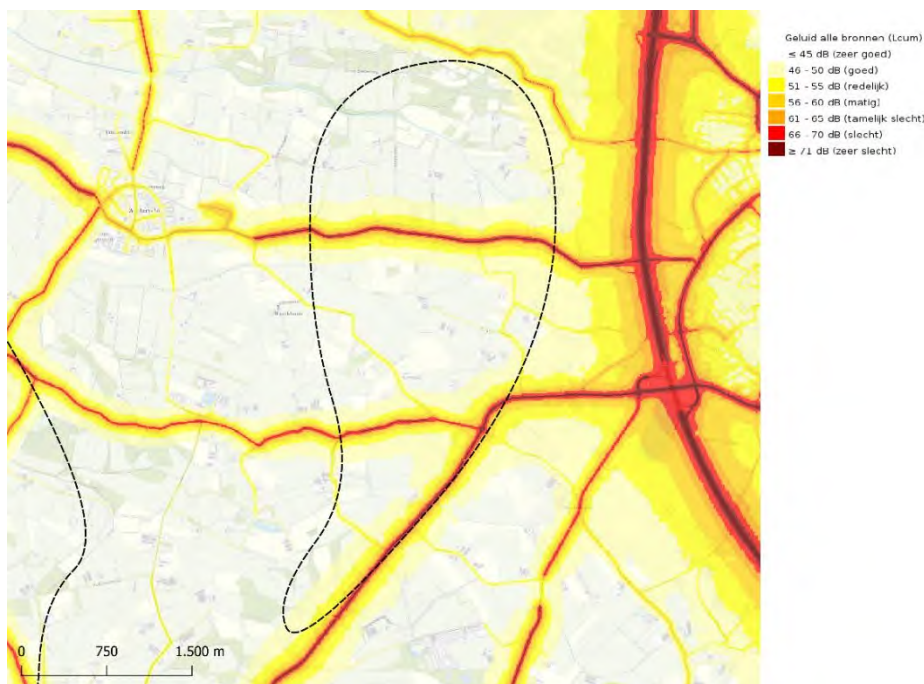 Geluid alle bronnen (Lcum)
≤ 45 dB (zeer goed)
46 - 50 dB (goed)
51 - 55 dB (redelijk)
56 - 60 dB (matig)
61 - 65 dB (tamelijk slecht)
66 - 70 dB (slecht)
≥ 71 dB (zeer slecht)
0 750 1.500 m